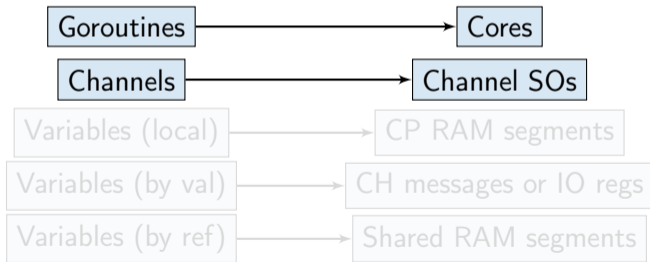 Goroutines Cores
Channels Channel SOs
Variables (local) CP RAM segments
Variables (by val) CH messages or IO regs
Variables (by ref) Shared RAM segments